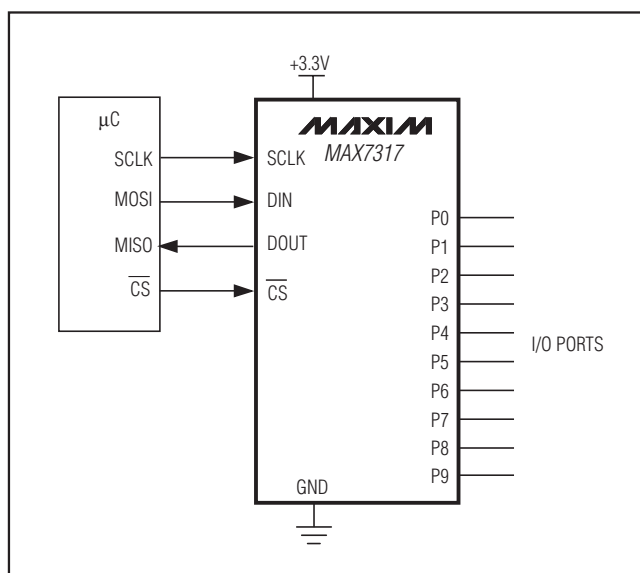 +3.3V
µC
SCLK
MOSI
MISO
CS
MAXIM
MAX7317
SCLK
DIN
DOUT
CS
P0
P1
P2
P3
P4
P5
P6
P7
P8
P9
I/O PORTS
GND